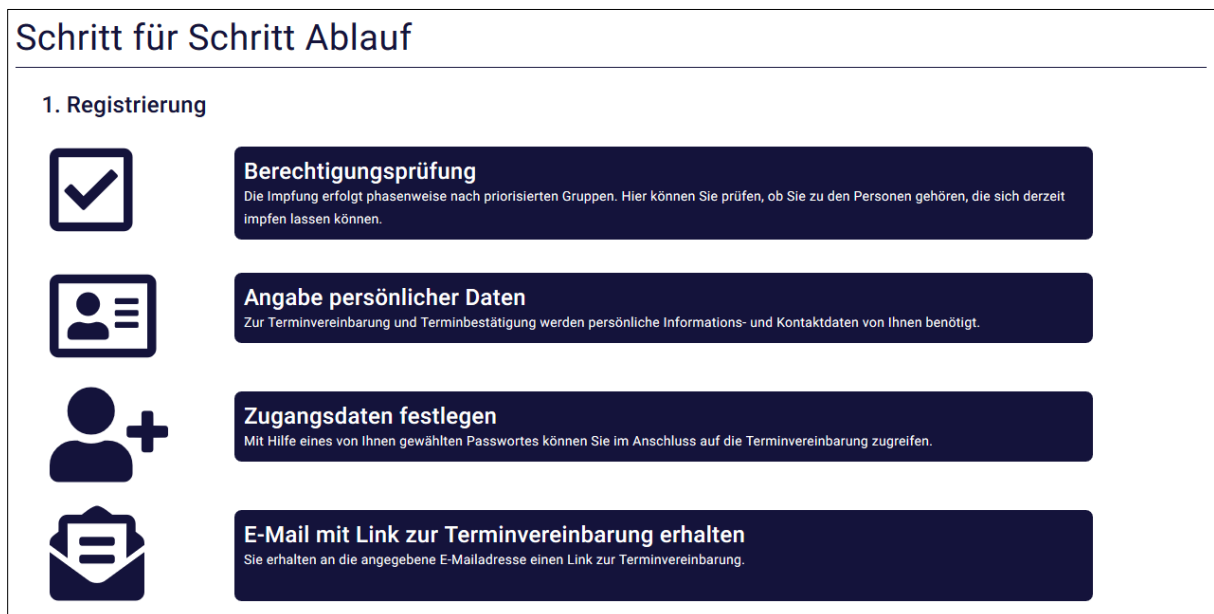 Schritt für Schritt Ablauf
1. Registrierung
Berechtigungsprüfung
Die Impfung erfolgt phasenweise nach priorisierten Gruppen. Hier können Sie prüfen, ob Sie zu den Personen gehören, die sich derzeit
impfen lassen können.
Angabe persönlicher Daten
Zur Terminvereinbarung und Terminbestätigung werden persönliche Informations- und Kontaktdaten von Ihnen benötigt.
Zugangsdaten festlegen
Mit Hilfe eines von Ihnen gewählten Passwortes können Sie im Anschluss auf die Terminvereinbarung zugreifen.
E-Mail mit Link zur Terminvereinbarung erhalten
Sie erhalten an die angegebene E-Mailadresse einen Link zur Terminvereinbarung.